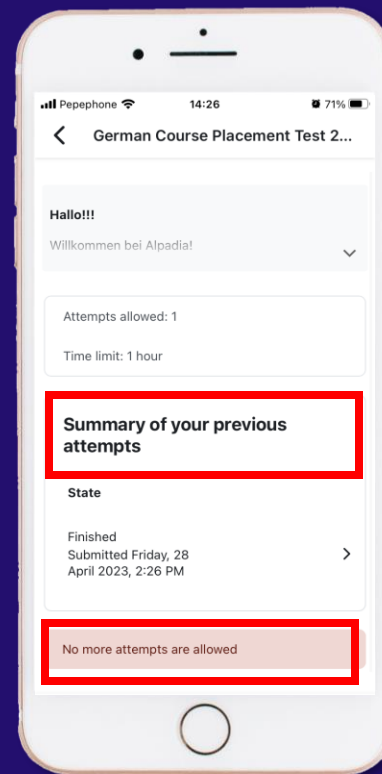 Pepephone 14:26 71%
German Course Placement Test 2...
Hallo!!!
Willkommen bei Alpadia!
Attempts allowed: 1
Time limit: 1 hour
Summary of your previous
attempts
State
Finished
Submitted Friday, 28
April 2023, 2:26 PM
No more attempts are allowed